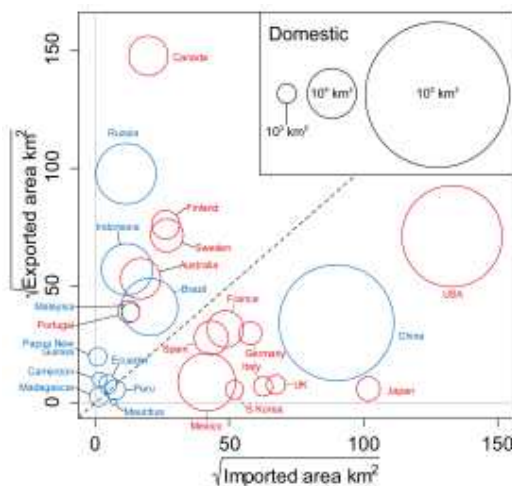 Domestic
10³ km²
10⁴ km²
10⁵ km²
Canada
Russia
Finland
Indonesia
Sweden
Australia
Brazil
Malaysia
Portugal
France
USA
China
Papua New
Guinea
Spain
Germany
Ecuador
Italy
Cameroon
UK
Peru
Madagascar
S.Korea
Japan
Mauritius
Mexico
√Exported area km²
150
100
50
0
0
50
100
150
√Imported area km²